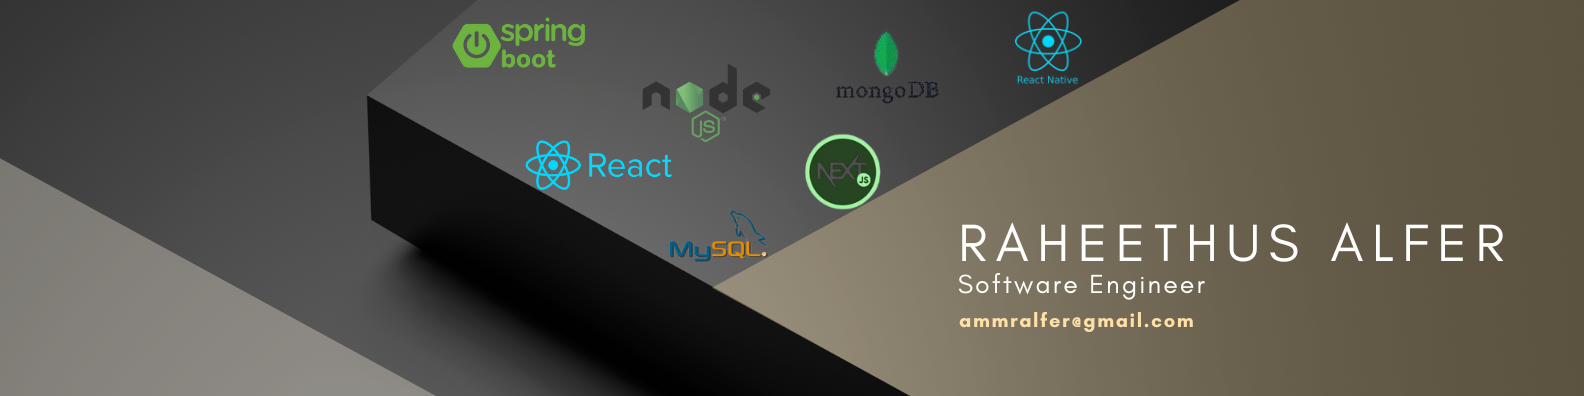 spring
boot
node
JS
mongoDB
React Native
React
NEXT
JS
MySQL.
RAHEETHUS ALFER
Software Engineer
ammralfer@gmail.com